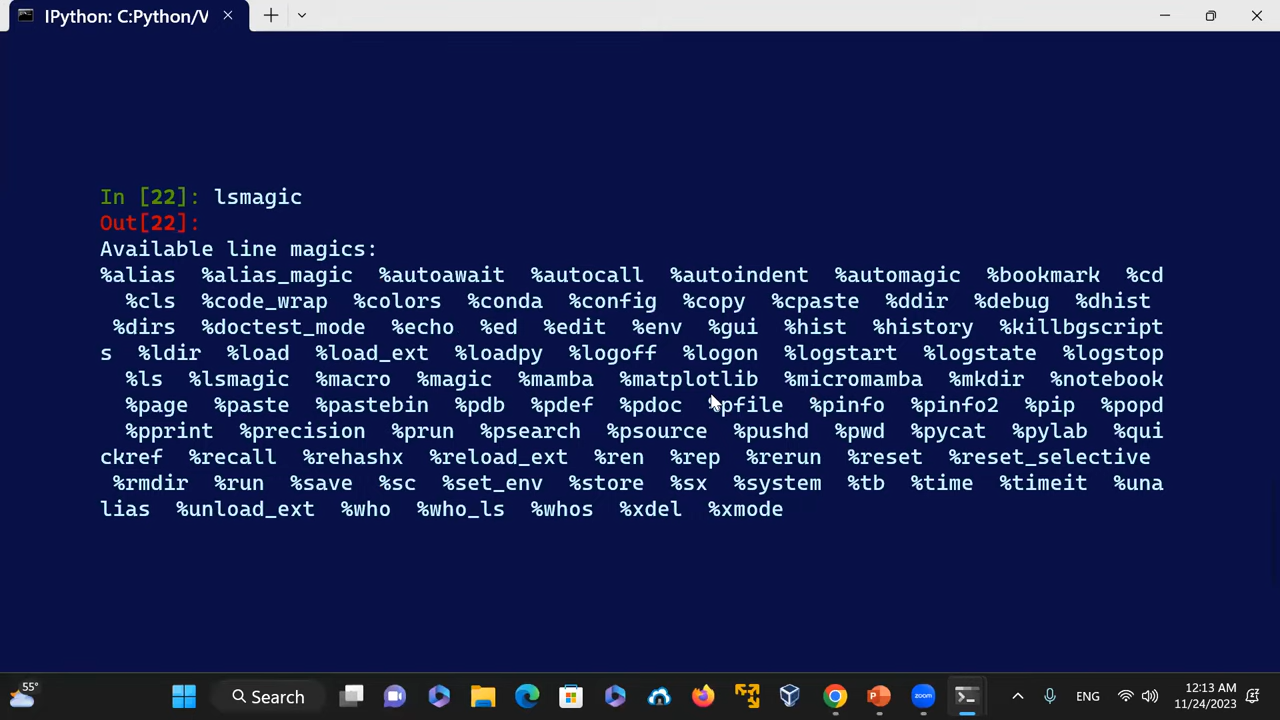 IPython: C:Python/V
In [22]: lsmagic
Out[22]:
Available line magics:
%alias  %alias_magic  %autoawait  %autocall  %autoindent  %automagic  %bookmark  %cd
%cls  %code_wrap  %colors  %conda  %config  %copy  %cpaste  %ddir  %debug  %dhist
%dirs  %doctest_mode  %echo  %ed  %edit  %env  %gui  %hist  %history  %killbgscript
s  %ldir  %load  %load_ext  %loadpy  %logoff  %logon  %logstart  %logstate  %logstop
%ls  %lsmagic  %macro  %magic  %mamba  %matplotlib  %micromamba  %mkdir  %notebook
%page  %paste  %pastebin  %pdb  %pdef  %pdoc  %pfile  %pinfo  %pinfo2  %pip  %popd
%pprint  %precision  %prun  %psearch  %psource  %pushd  %pwd  %pycat  %pylab  %qui
ckref  %recall  %rehashx  %reload_ext  %ren  %rep  %rerun  %reset  %reset_selective
%rmdir  %run  %save  %sc  %set_env  %store  %sx  %system  %tb  %time  %timeit  %una
lias  %unload_ext  %who  %who_ls  %whos  %xdel  %xmode
55°
Search
zoom
ENG
12:13 AM
11/24/2023